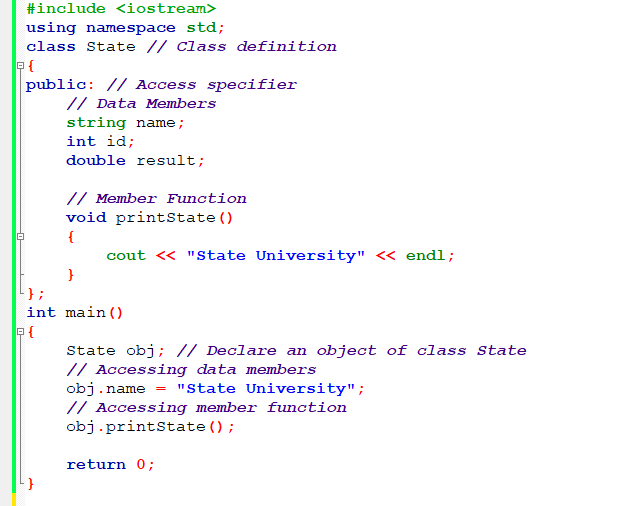 #include <iostream>
using namespace std;
class State // Class definition
{
public: // Access specifier
    // Data Members
    string name;
    int id;
    double result;

    // Member Function
    void printState()
    {
        cout << "State University" << endl;
    }
};
int main()
{
    State obj; // Declare an object of class State
    // Accessing data members
    obj.name = "State University";
    // Accessing member function
    obj.printState();

    return 0;
}